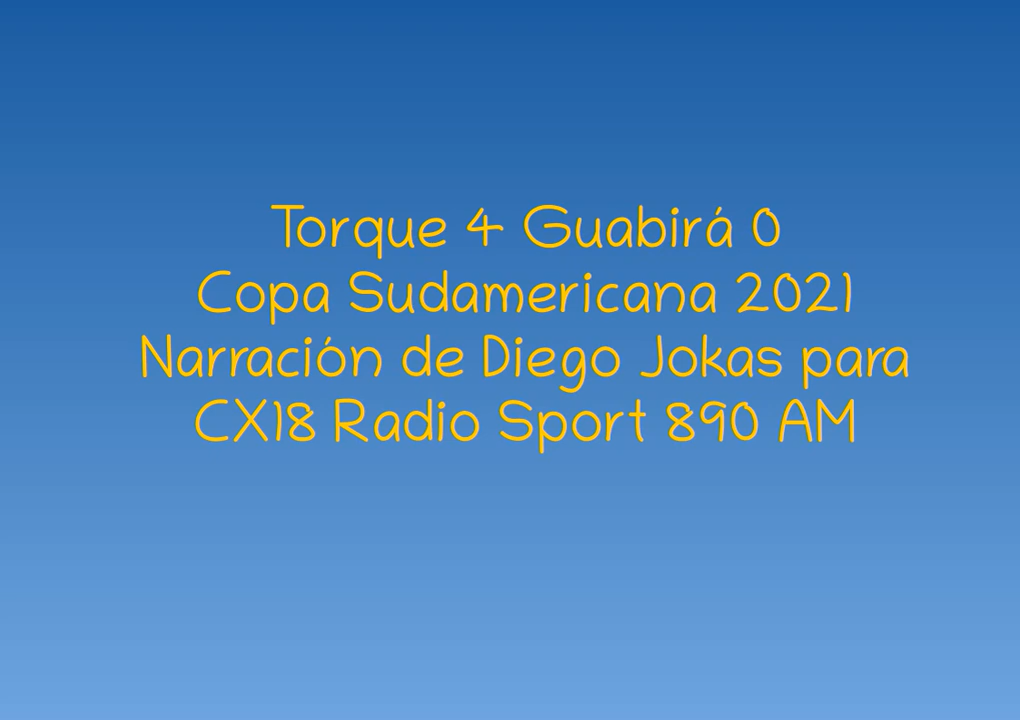 Torque 4 Guabirá 0
Copa Sudamericana 2021
Narración de Diego Jokas para
CX18 Radio Sport 890 AM